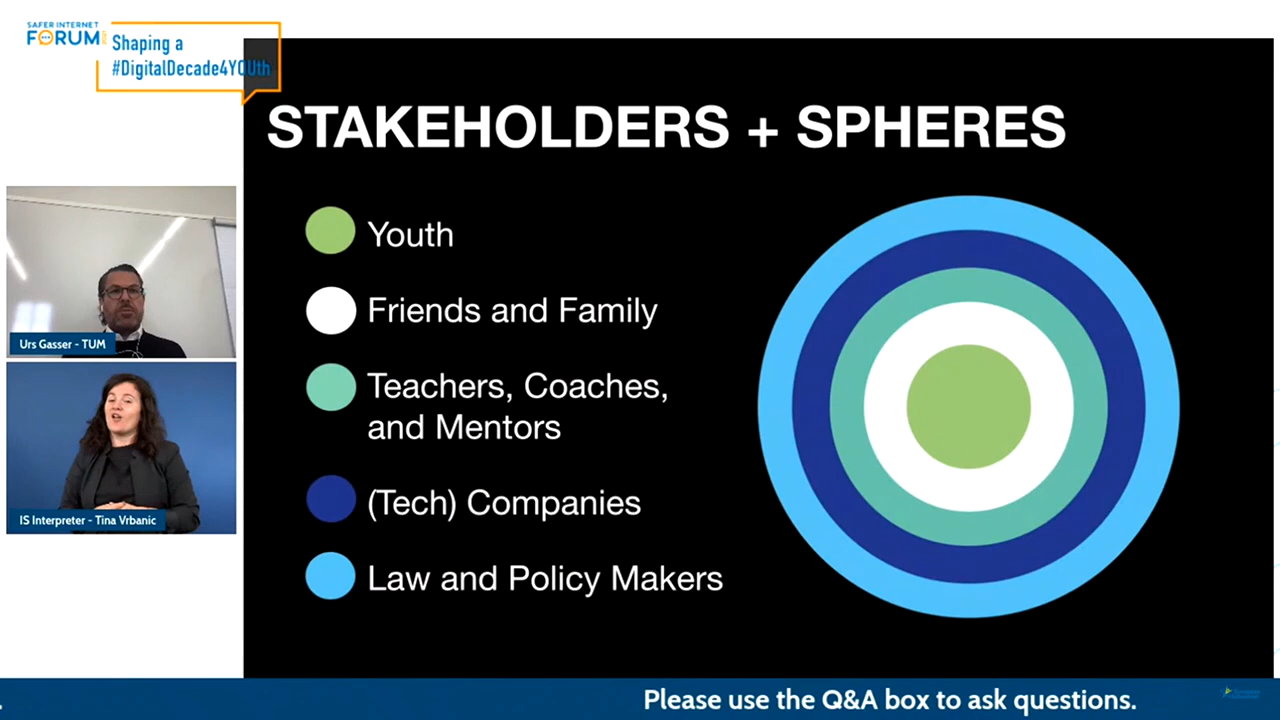 SAFER INTERNET
FORUM
Shaping a
#DigitalDecade4YOUth
STAKEHOLDERS + SPHERES
Youth
Friends and Family
Teachers, Coaches,
and Mentors
(Tech) Companies
Law and Policy Makers
Urs Gasser - TUM
IS Interpreter - Tina Vrbanic
Please use the Q&A box to ask questions.